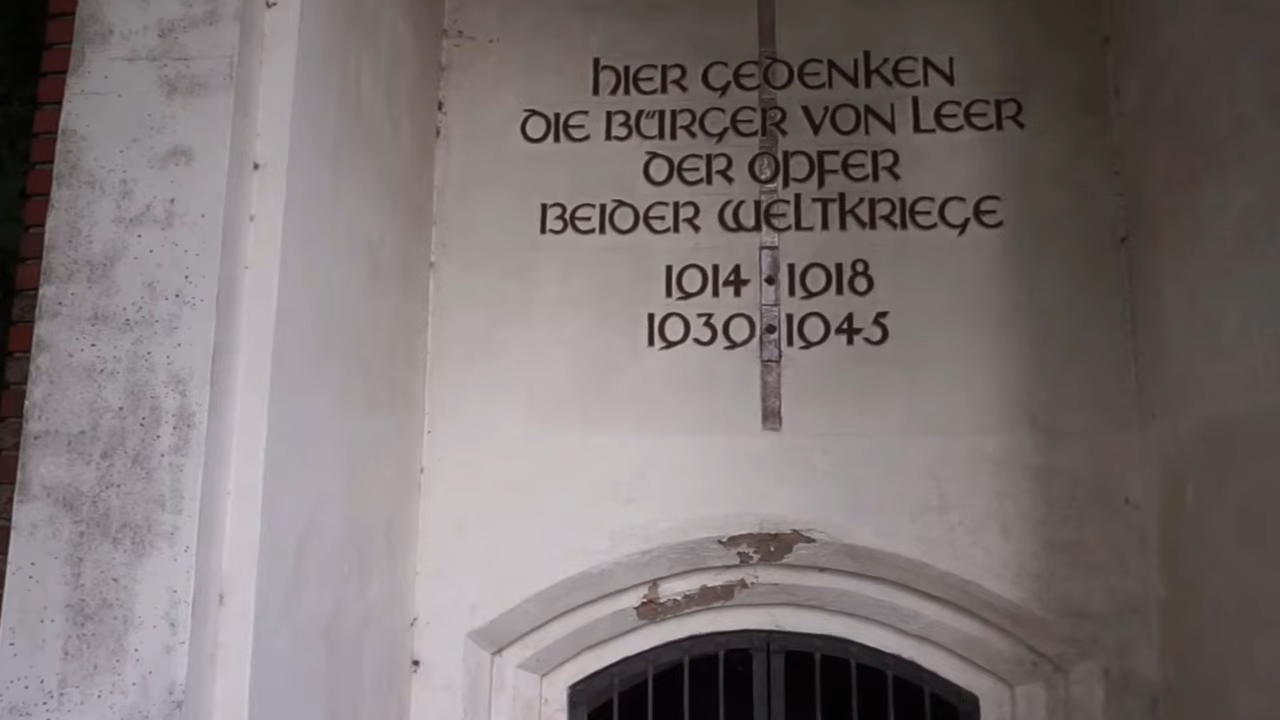 HIER GEDENKEN
DIE BÜRGER VON LEER
DER OPFER
BEIDER WELTKRIEGE
1914 • 1918
1939 • 1945